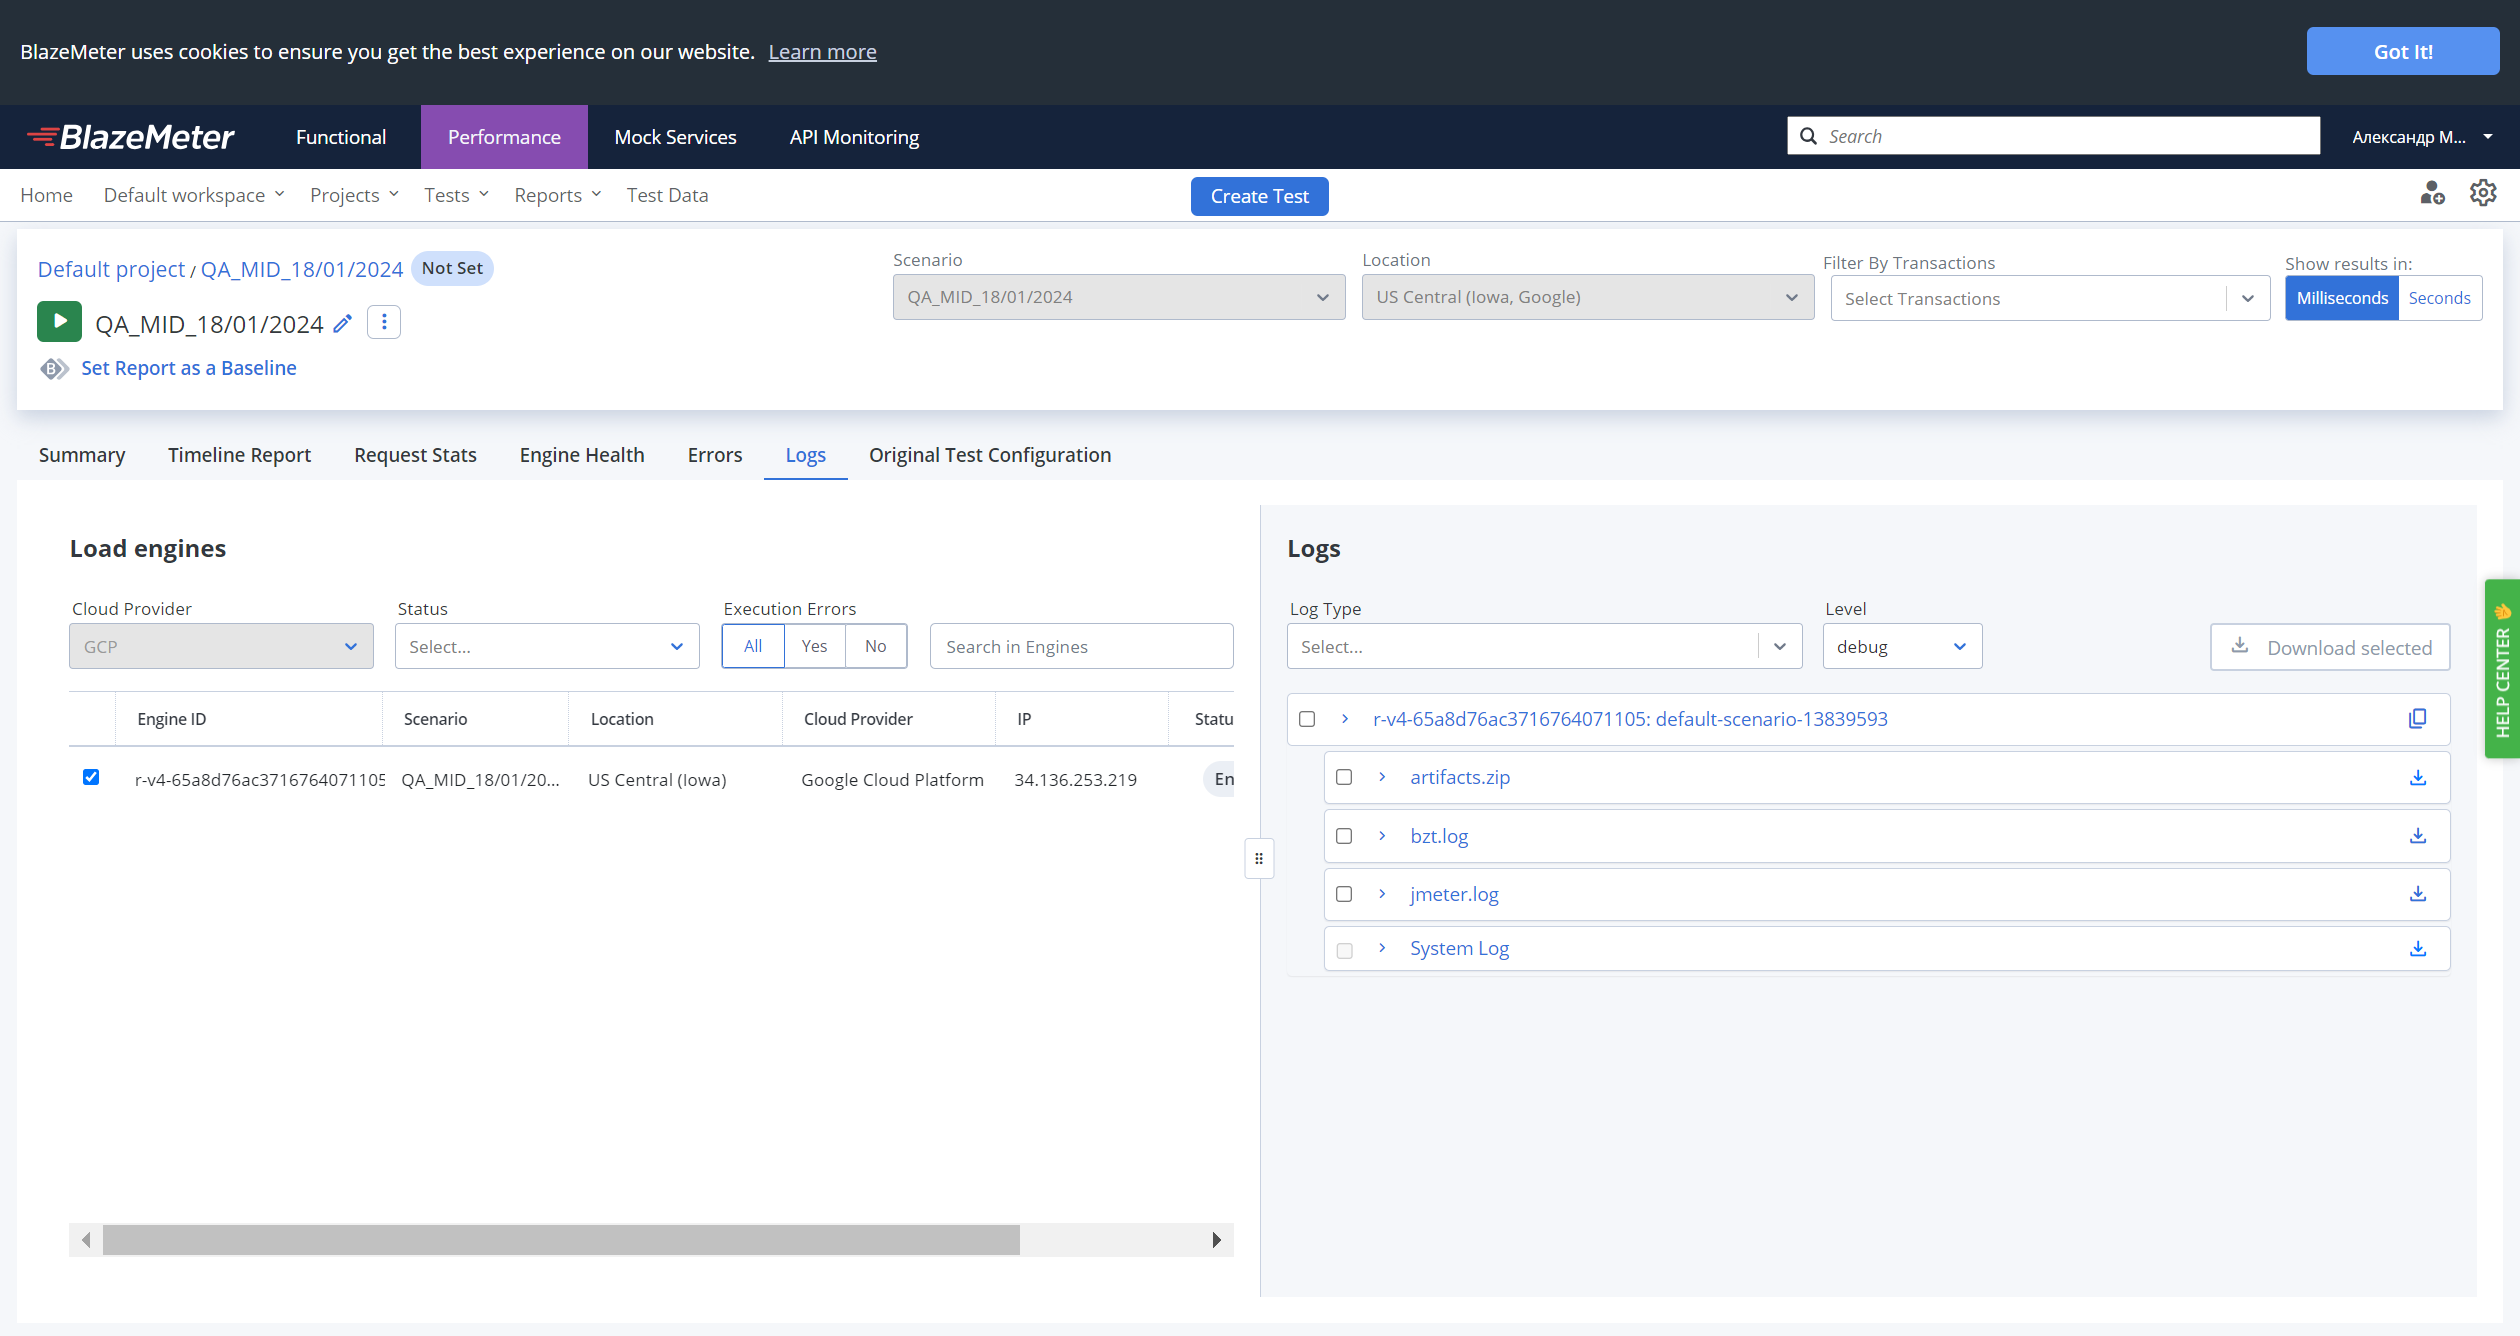 BlazeMeter uses cookies to ensure you get the best experience on our website. Learn more
Got It!
BlazeMeter
Functional
Performance
Mock Services
API Monitoring
Search
Александр М...
Home
Default workspace
Projects
Tests
Reports
Test Data
Create Test
Default project / QA_MID_18/01/2024 Not Set
QA_MID_18/01/2024
Set Report as a Baseline
Scenario
QA_MID_18/01/2024
Location
US Central (Iowa, Google)
Filter By Transactions
Select Transactions
Show results in:
Milliseconds
Seconds
Summary
Timeline Report
Request Stats
Engine Health
Errors
Logs
Original Test Configuration
Load engines
Cloud Provider
GCP
Status
Select...
Execution Errors
All
Yes
No
Search in Engines
Engine ID
Scenario
Location
Cloud Provider
IP
Statu
r-v4-65a8d76ac3716764071105
QA_MID_18/01/20...
US Central (Iowa)
Google Cloud Platform
34.136.253.219
En
Logs
Log Type
Select...
Level
debug
Download selected
r-v4-65a8d76ac3716764071105: default-scenario-13839593
artifacts.zip
bzt.log
jmeter.log
System Log
HELP CENTER